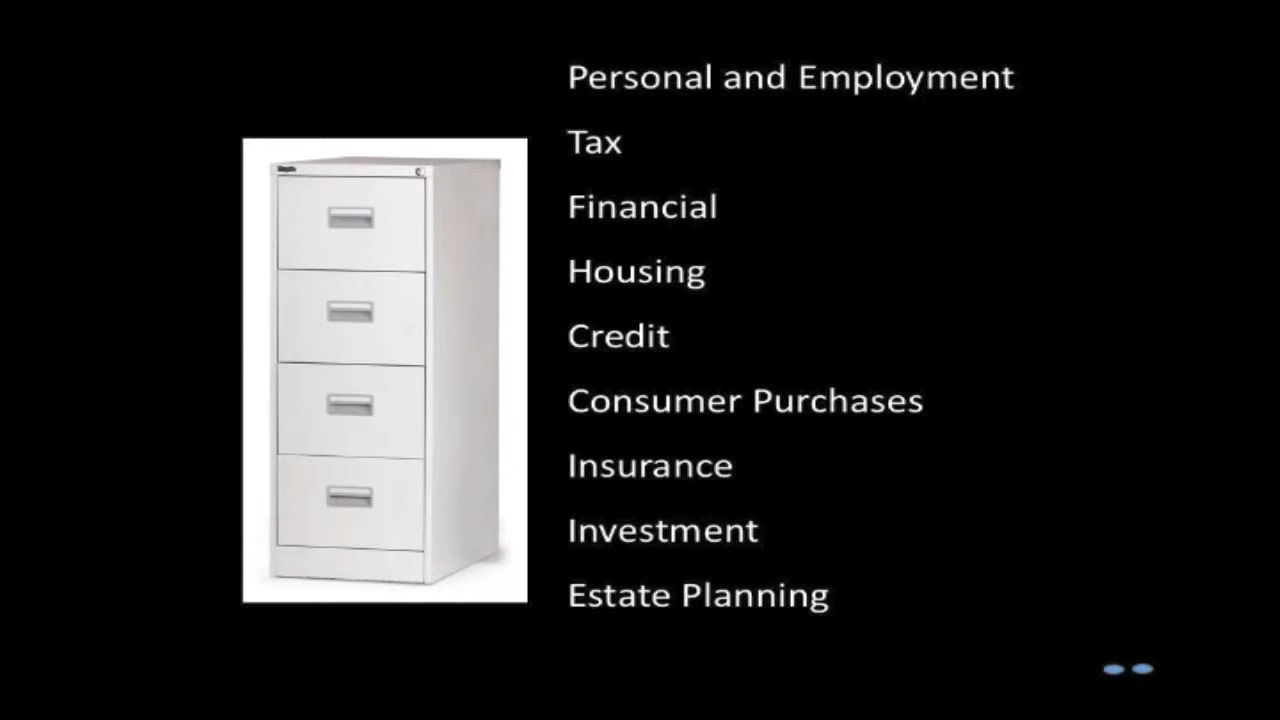 Personal and Employment
Tax
Financial
Housing
Credit
Consumer Purchases
Insurance
Investment
Estate Planning